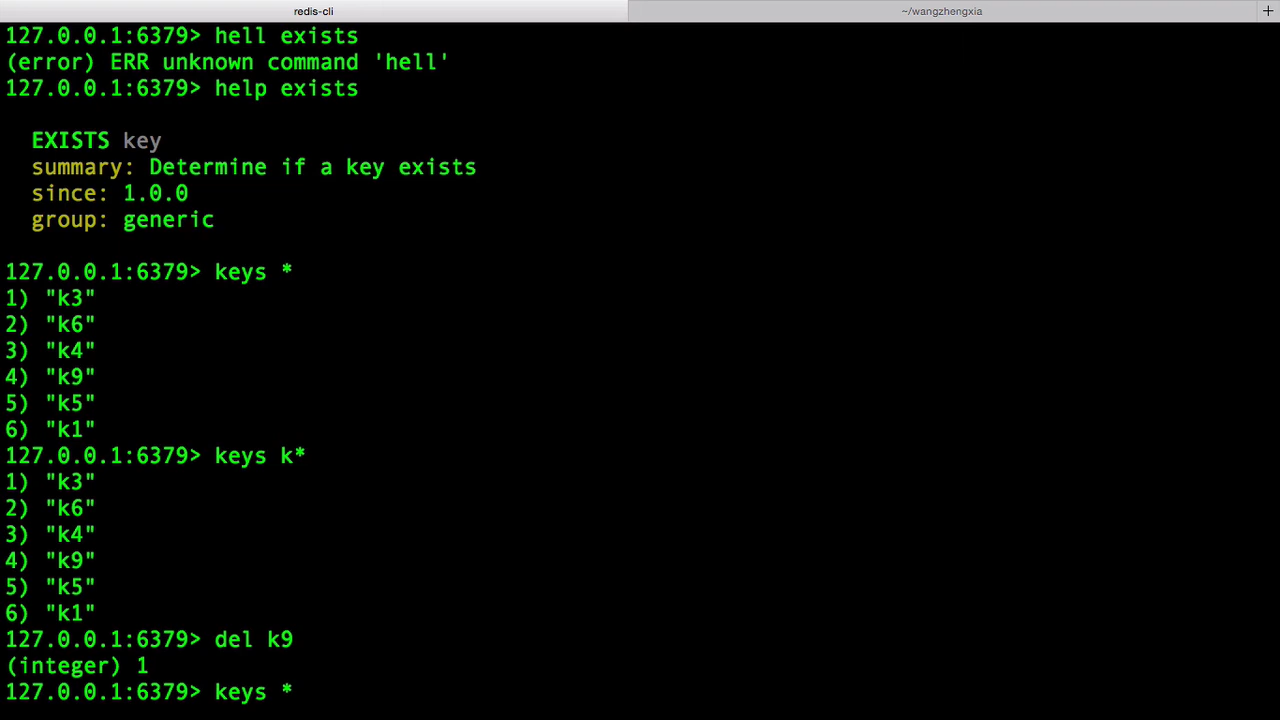 redis-cli
~/wangzhengxia
+
127.0.0.1:6379> hell exists
(error) ERR unknown command 'hell'
127.0.0.1:6379> help exists
EXISTS key
summary: Determine if a key exists
since: 1.0.0
group: generic
127.0.0.1:6379> keys *
1) "k3"
2) "k6"
3) "k4"
4) "k9"
5) "k5"
6) "k1"
127.0.0.1:6379> keys k*
1) "k3"
2) "k6"
3) "k4"
4) "k9"
5) "k5"
6) "k1"
127.0.0.1:6379> del k9
(integer) 1
127.0.0.1:6379> keys *